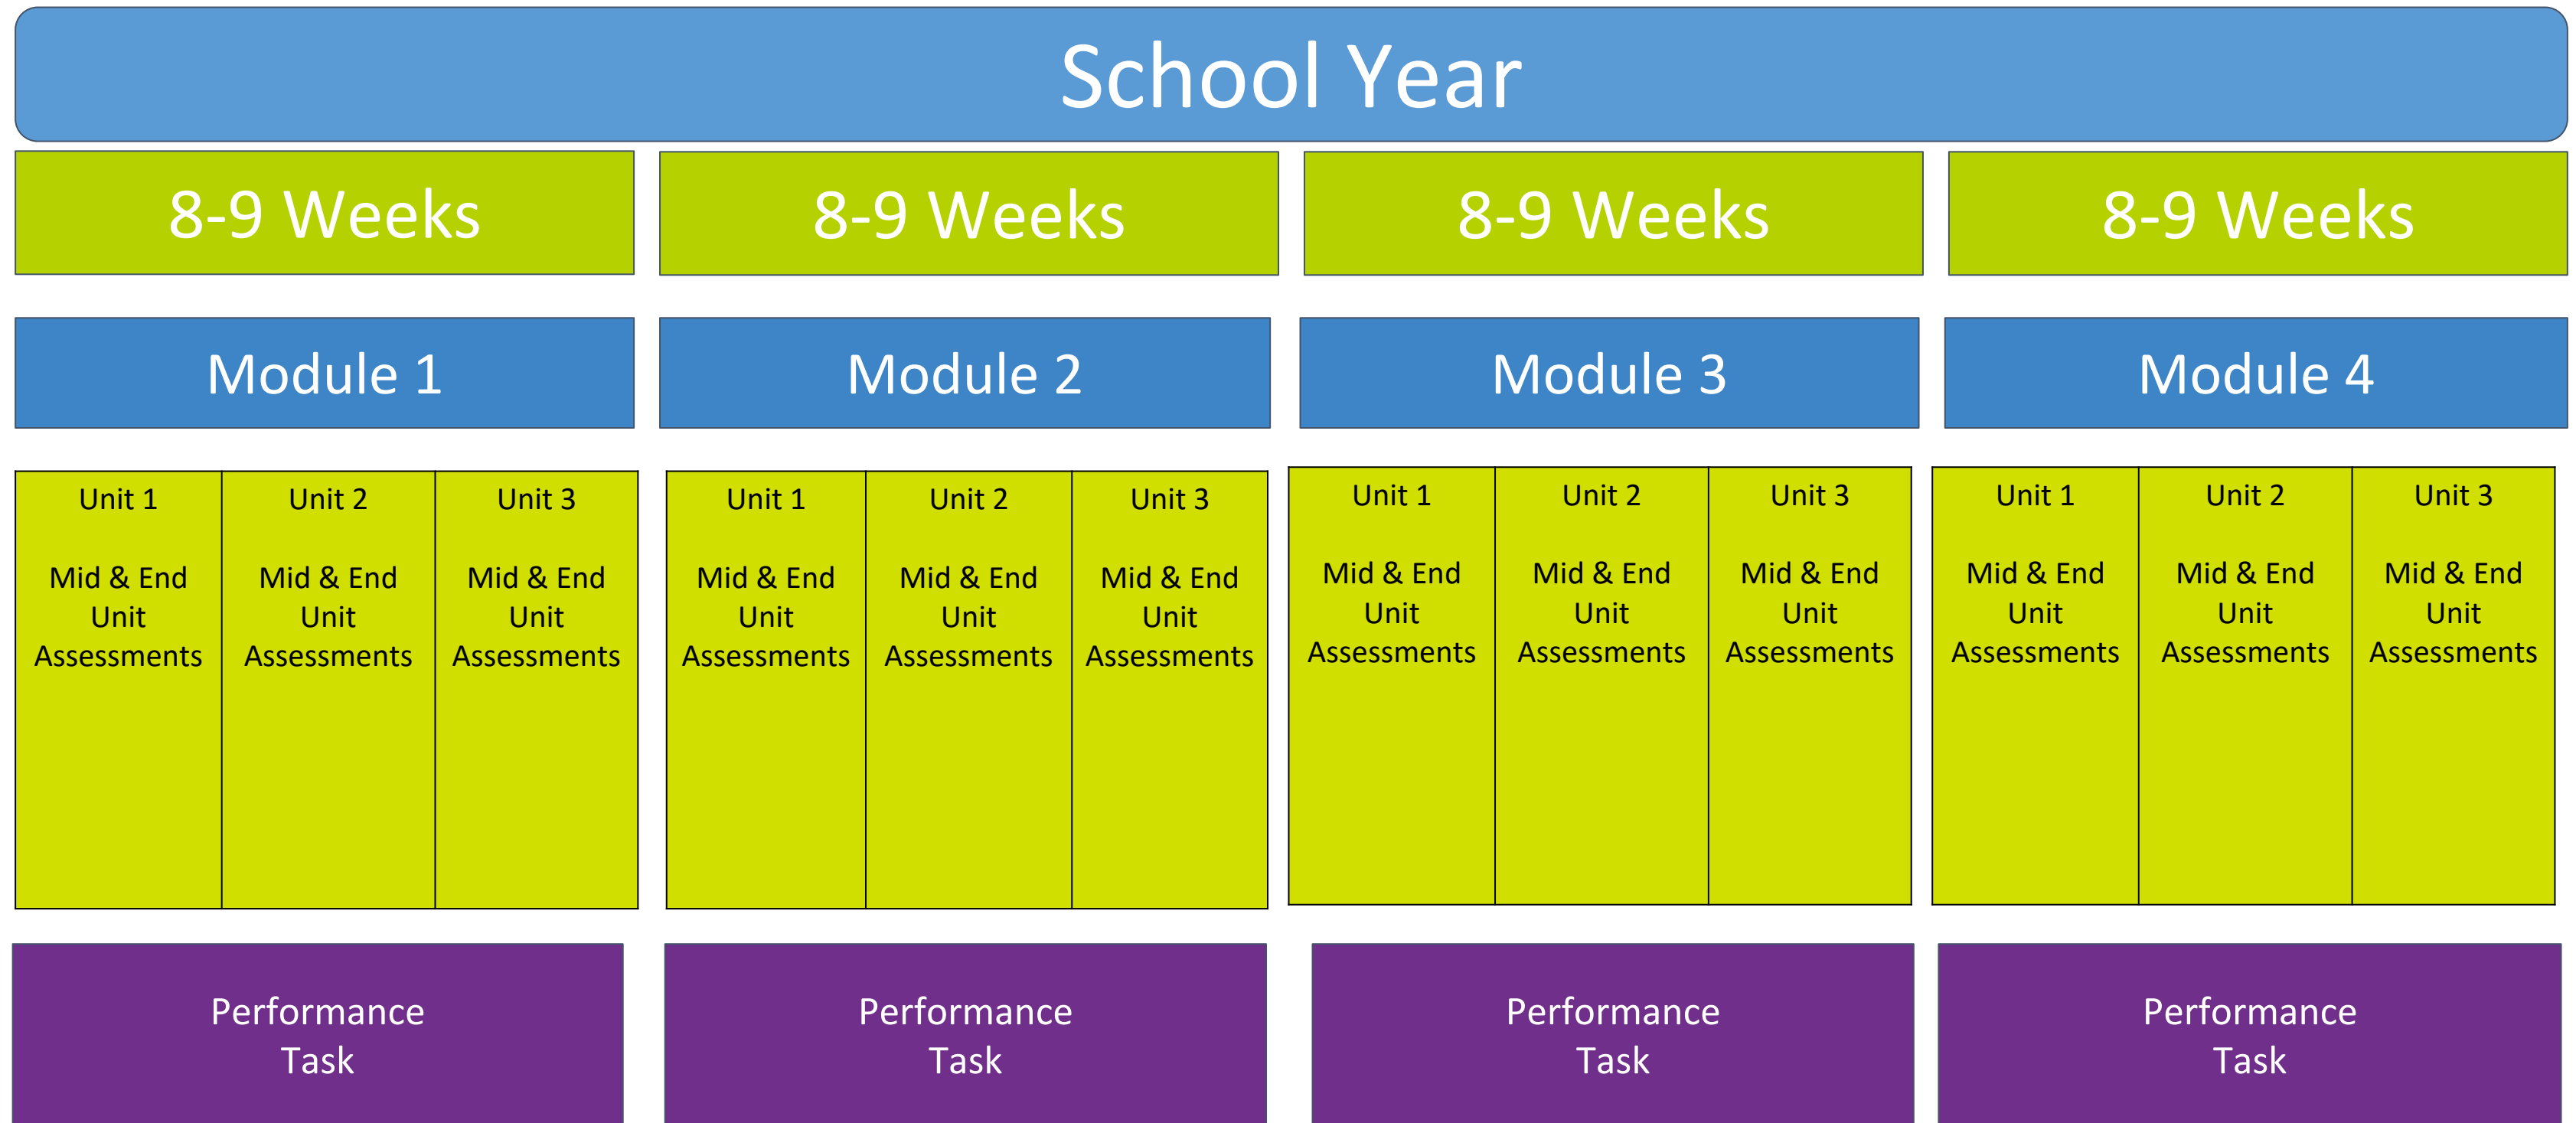 School Year
8-9 Weeks
8-9 Weeks
8-9 Weeks
8-9 Weeks
Module 1
Module 2
Module 3
Module 4
Unit 1
Mid & End
Unit
Assessments
Unit 2
Mid & End
Unit
Assessments
Unit 3
Mid & End
Unit
Assessments
Unit 1
Mid & End
Unit
Assessments
Unit 2
Mid & End
Unit
Assessments
Unit 3
Mid & End
Unit
Assessments
Unit 1
Mid & End
Unit
Assessments
Unit 2
Mid & End
Unit
Assessments
Unit 3
Mid & End
Unit
Assessments
Unit 1
Mid & End
Unit
Assessments
Unit 2
Mid & End
Unit
Assessments
Unit 3
Mid & End
Unit
Assessments
Performance
Task
Performance
Task
Performance
Task
Performance
Task